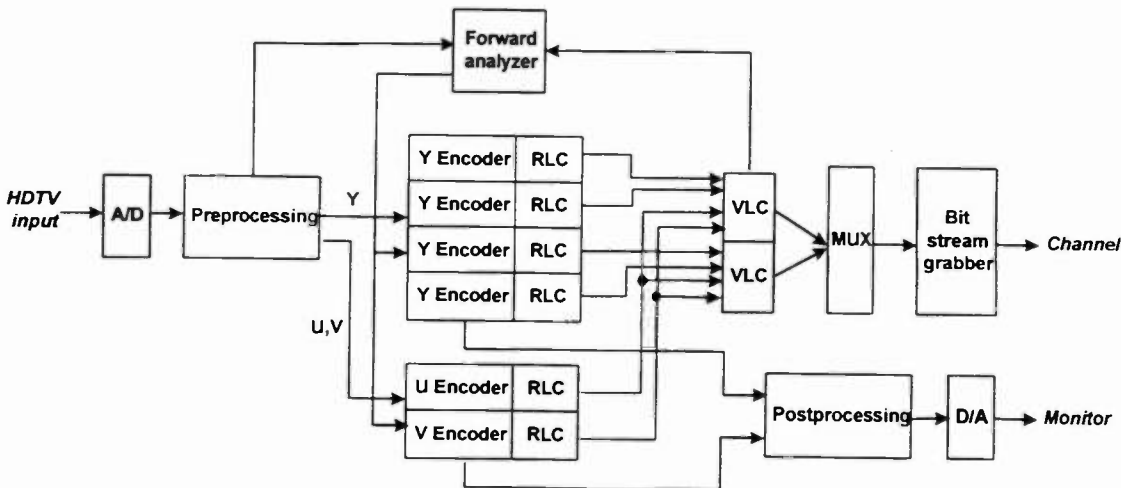 Forward
analyzer
Y Encoder RLC
Y Encoder RLC
Y Encoder RLC
Y Encoder RLC
HDTV
input
A/D
Preprocessing
Y
U,V
VLC
VLC
MUX
Bit
stream
grabber
Channel
U Encoder RLC
V Encoder RLC
Postprocessing
D/A
Monitor